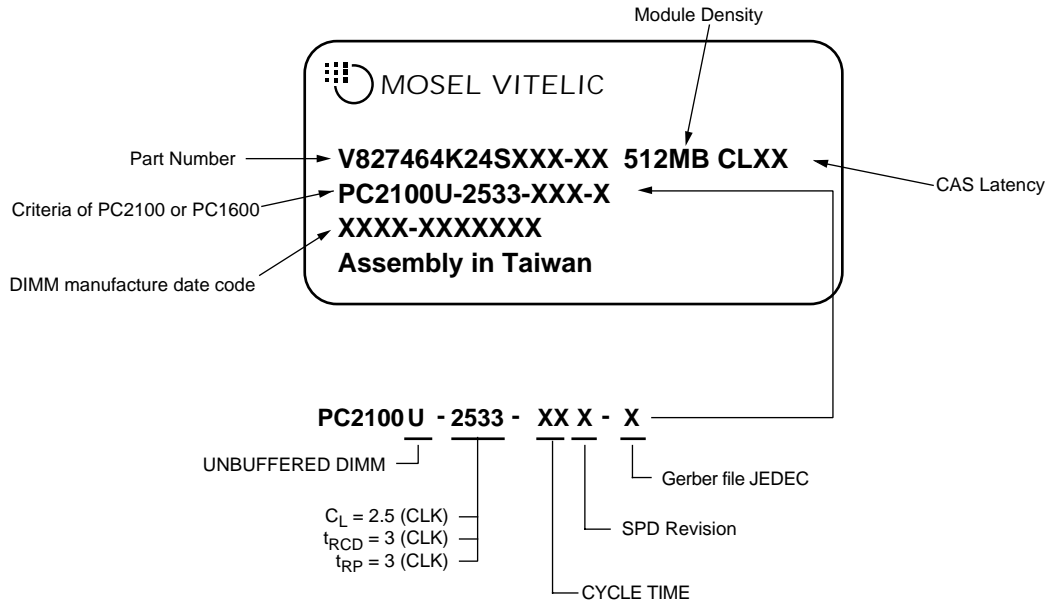 Module Density
MOSEL VITELIC
Part Number
V827464K24SXXX-XX 512MB CLXX
CAS Latency
Criteria of PC2100 or PC1600
PC2100U-2533-XXX-X
XXXX-XXXXXXX
DIMM manufacture date code
Assembly in Taiwan
PC2100 U - 2533 - XX X - X
UNBUFFERED DIMM
Gerber file JEDEC
CL = 2.5 (CLK)
tRCD = 3 (CLK)
tRP = 3 (CLK)
SPD Revision
CYCLE TIME